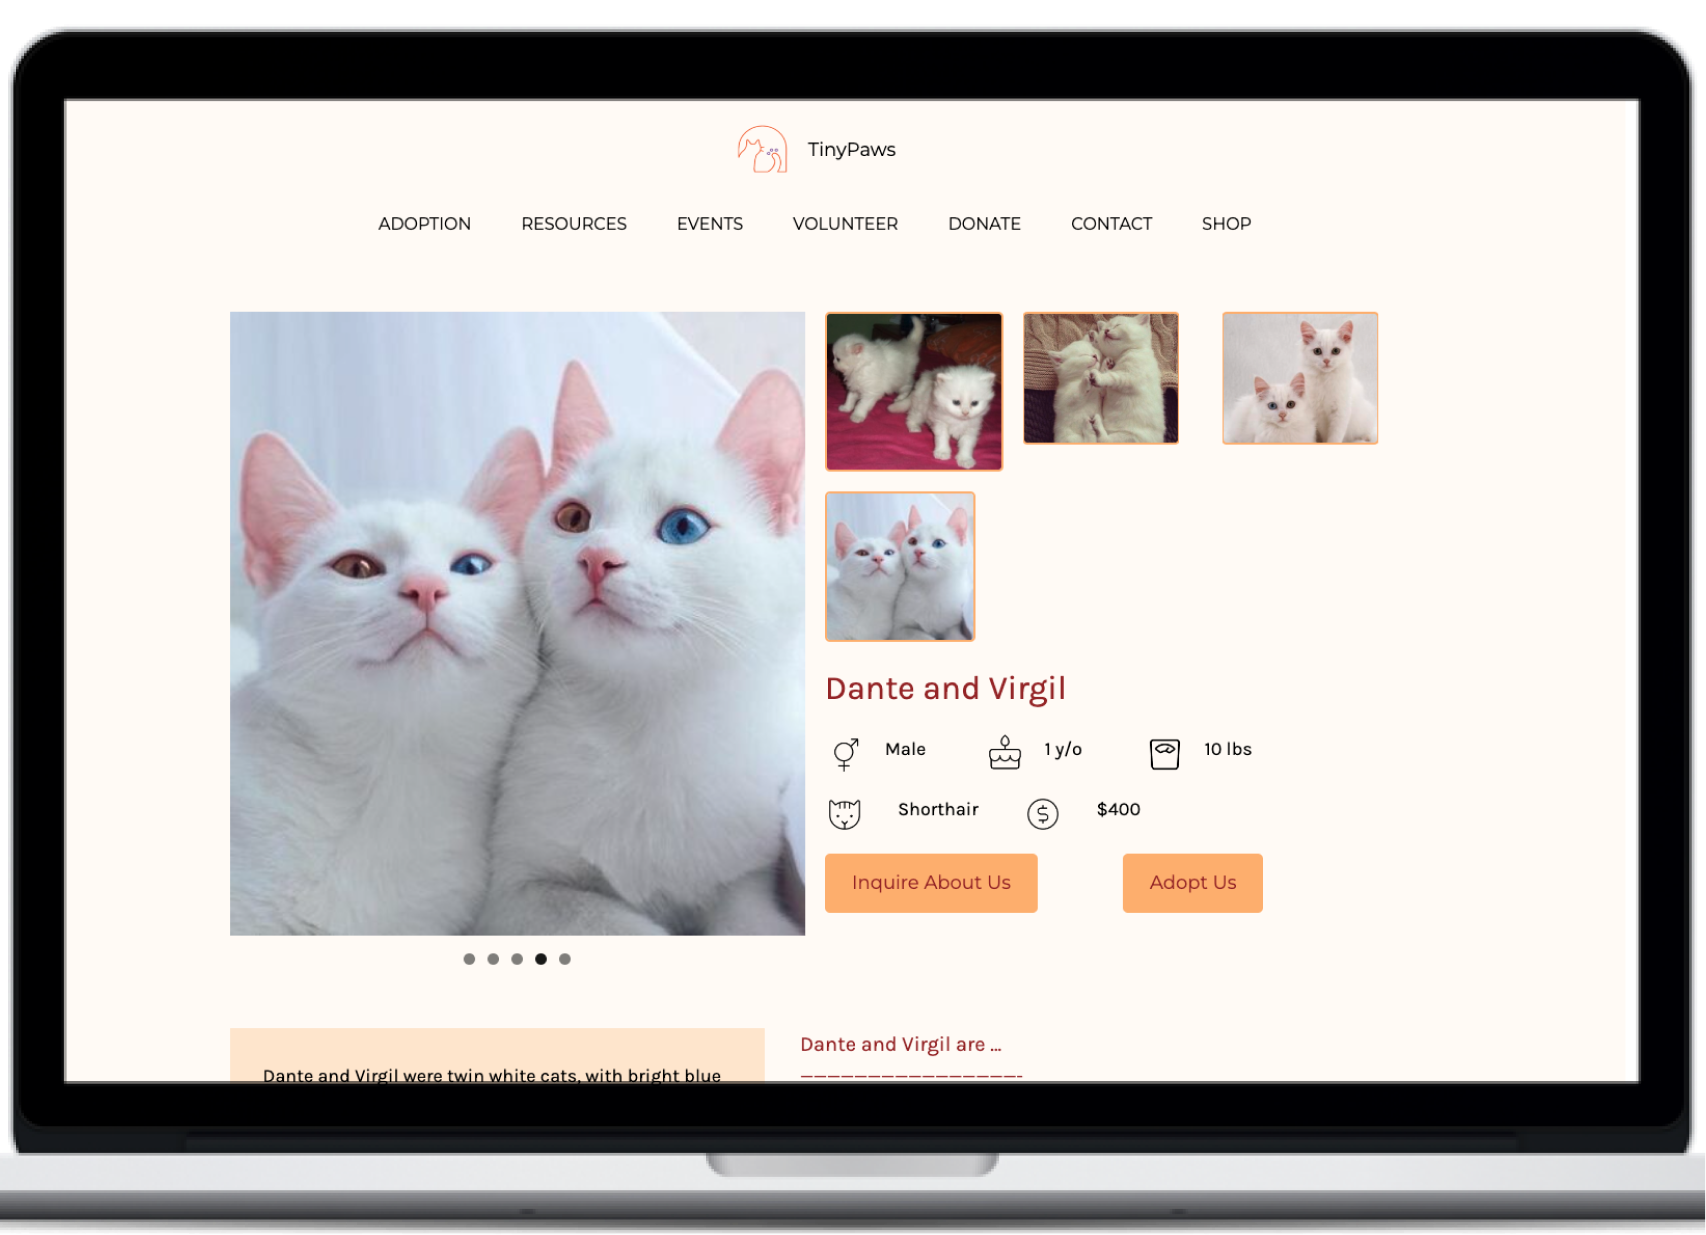 TinyPaws
ADOPTION RESOURCES EVENTS VOLUNTEER DONATE CONTACT SHOP
Dante and Virgil
Male 1 y/o 10 lbs
Shorthair $400
Inquire About Us Adopt Us
Dante and Virgil are ...
----------------
Dante and Virgil were twin white cats, with bright blue